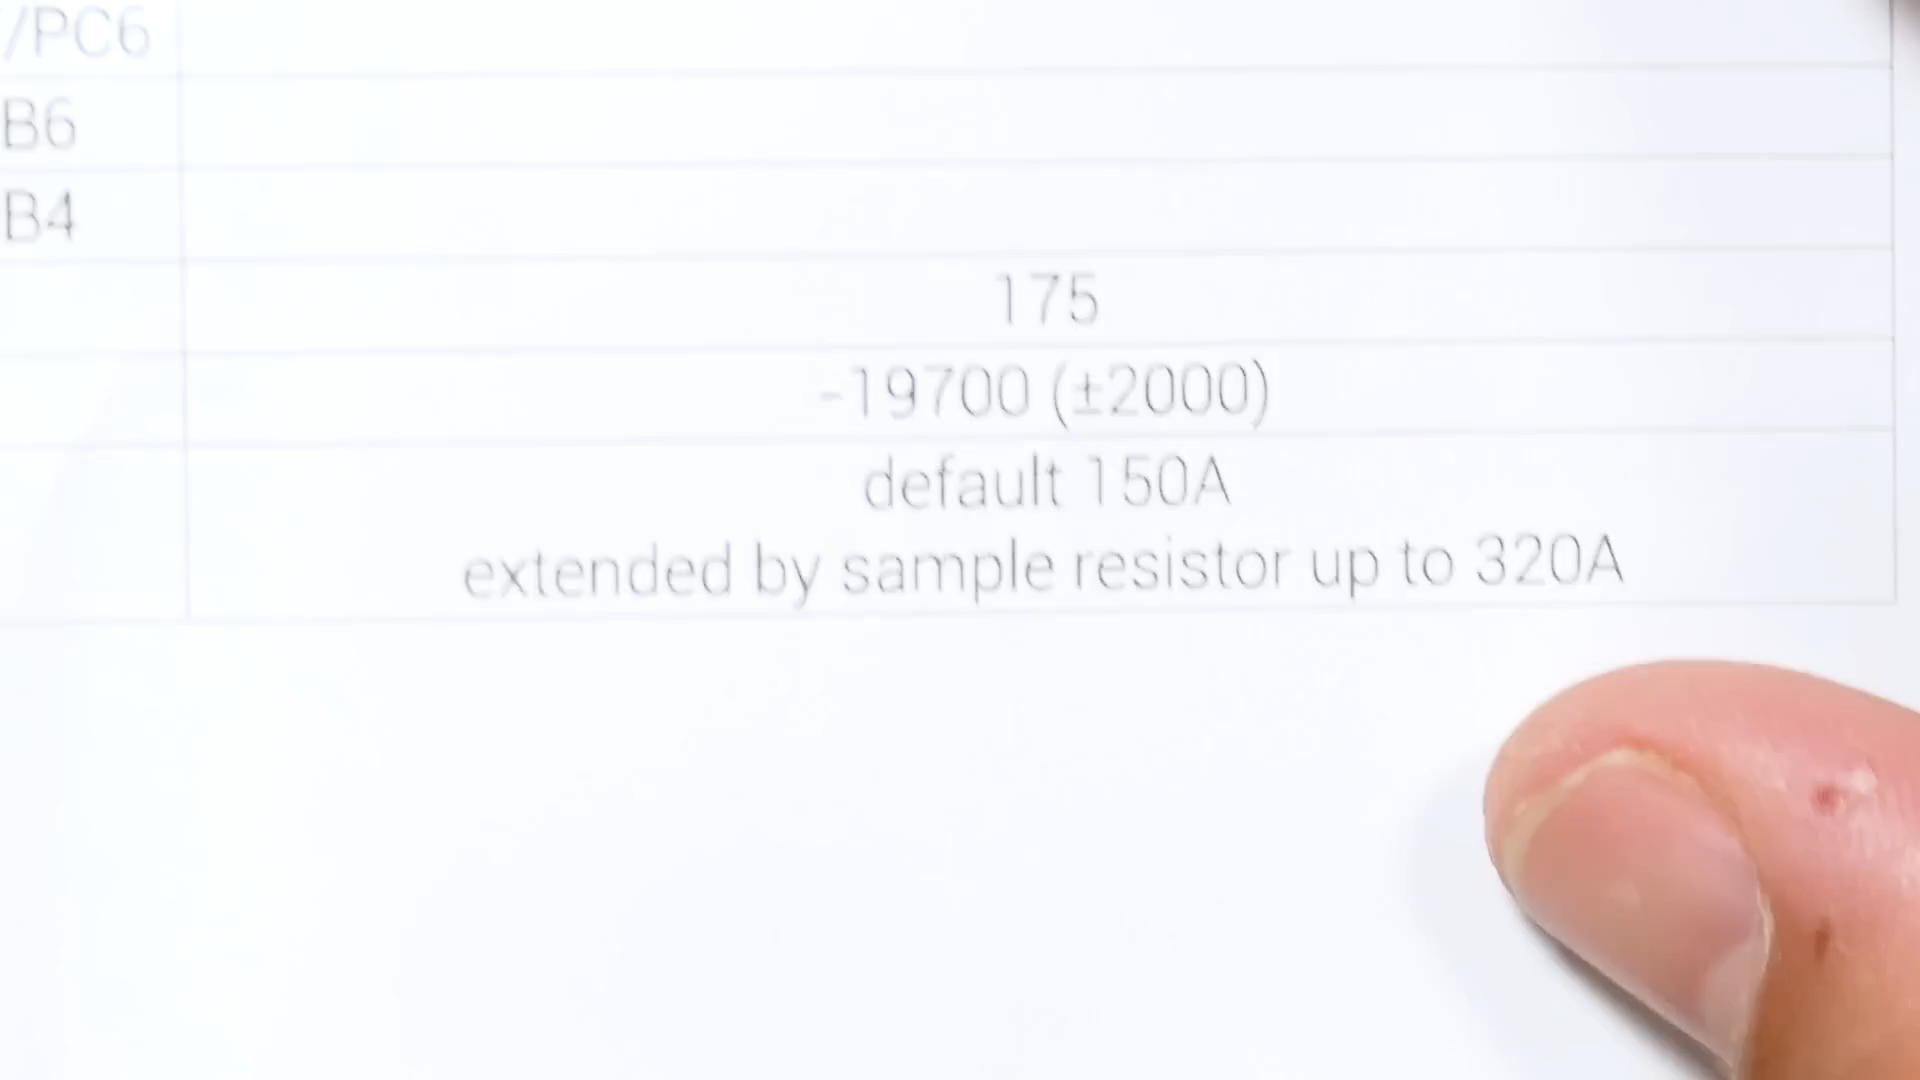 /PC6
B6
B4
175
-19700 (±2000)
default 150A
extended by sample resistor up to 320A